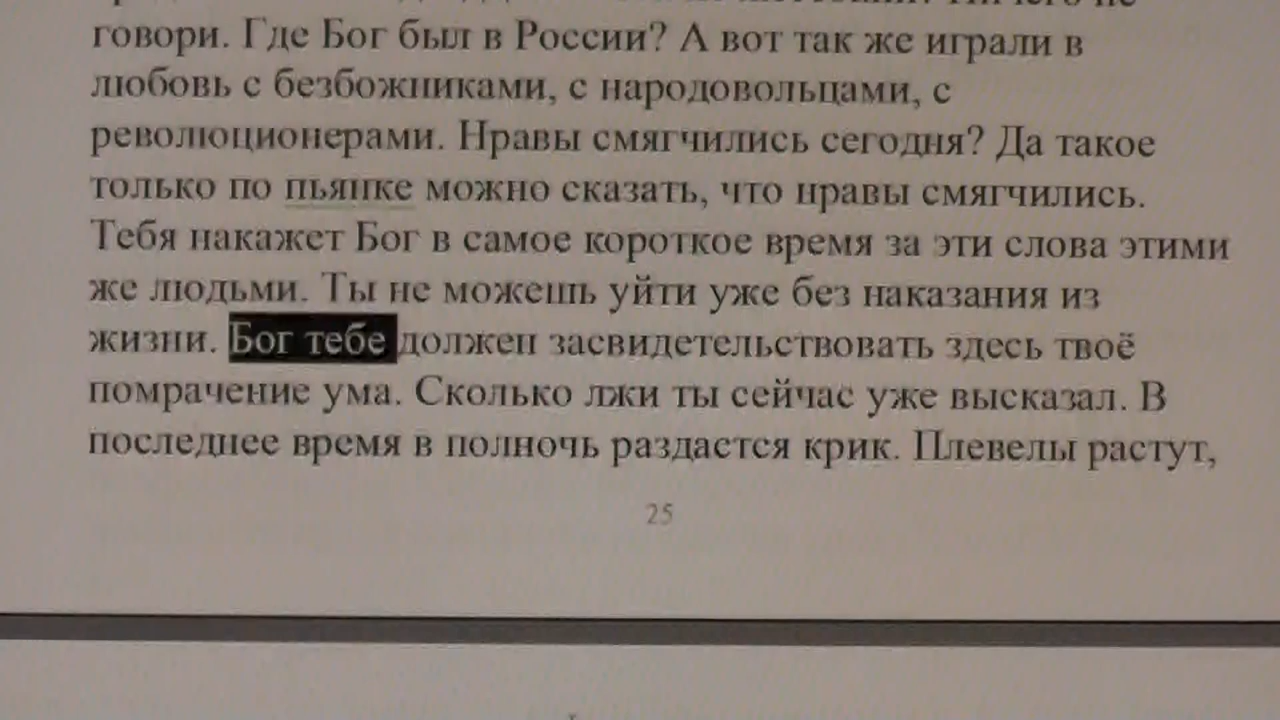 говори. Где Бог был в России? А вот так же играли в
любовь с безбожниками, с народовольцами, с
революционерами. Нравы смягчились сегодня? Да такое
только по пьянке можно сказать, что нравы смягчились.
Тебя накажет Бог в самое короткое время за эти слова этими
же людьми. Ты не можешь уйти уже без наказания из
жизни. Бог тебе должен засвидетельствовать здесь твоё
помрачение ума. Сколько лжи ты сейчас уже высказал. В
последнее время в полночь раздается крик. Плевелы растут,
25